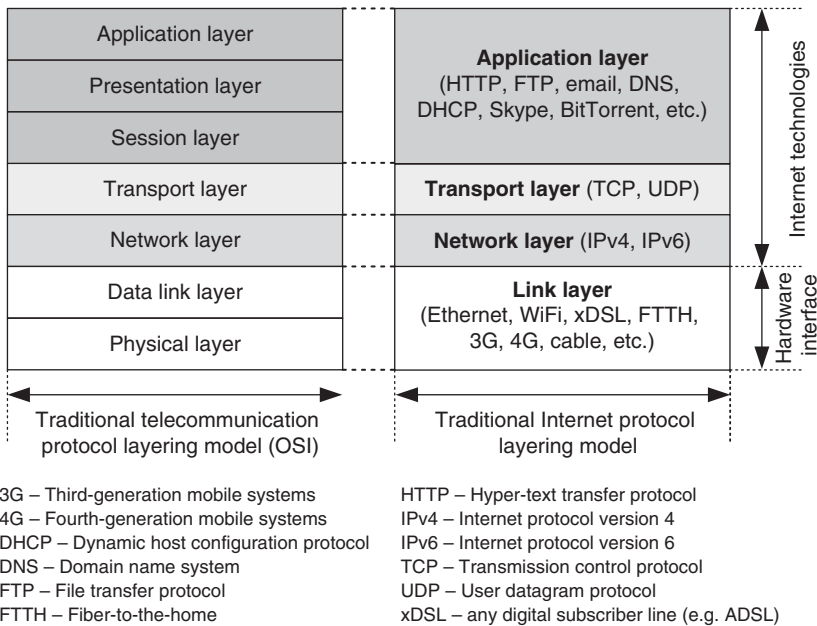 Application layer
Presentation layer
Session layer
Transport layer
Network layer
Data link layer
Physical layer
Traditional telecommunication
protocol layering model (OSI)
Application layer
(HTTP, FTP, email, DNS,
DHCP, Skype, BitTorrent, etc.)
Transport layer (TCP, UDP)
Network layer (IPv4, IPv6)
Link layer
(Ethernet, WiFi, xDSL, FTTH,
3G, 4G, cable, etc.)
Traditional Internet protocol
layering model
Internet technologies
Hardware
interface
3G – Third-generation mobile systems
4G – Fourth-generation mobile systems
DHCP – Dynamic host configuration protocol
DNS – Domain name system
FTP – File transfer protocol
FTTH – Fiber-to-the-home
HTTP – Hyper-text transfer protocol
IPv4 – Internet protocol version 4
IPv6 – Internet protocol version 6
TCP – Transmission control protocol
UDP – User datagram protocol
xDSL – any digital subscriber line (e.g. ADSL)